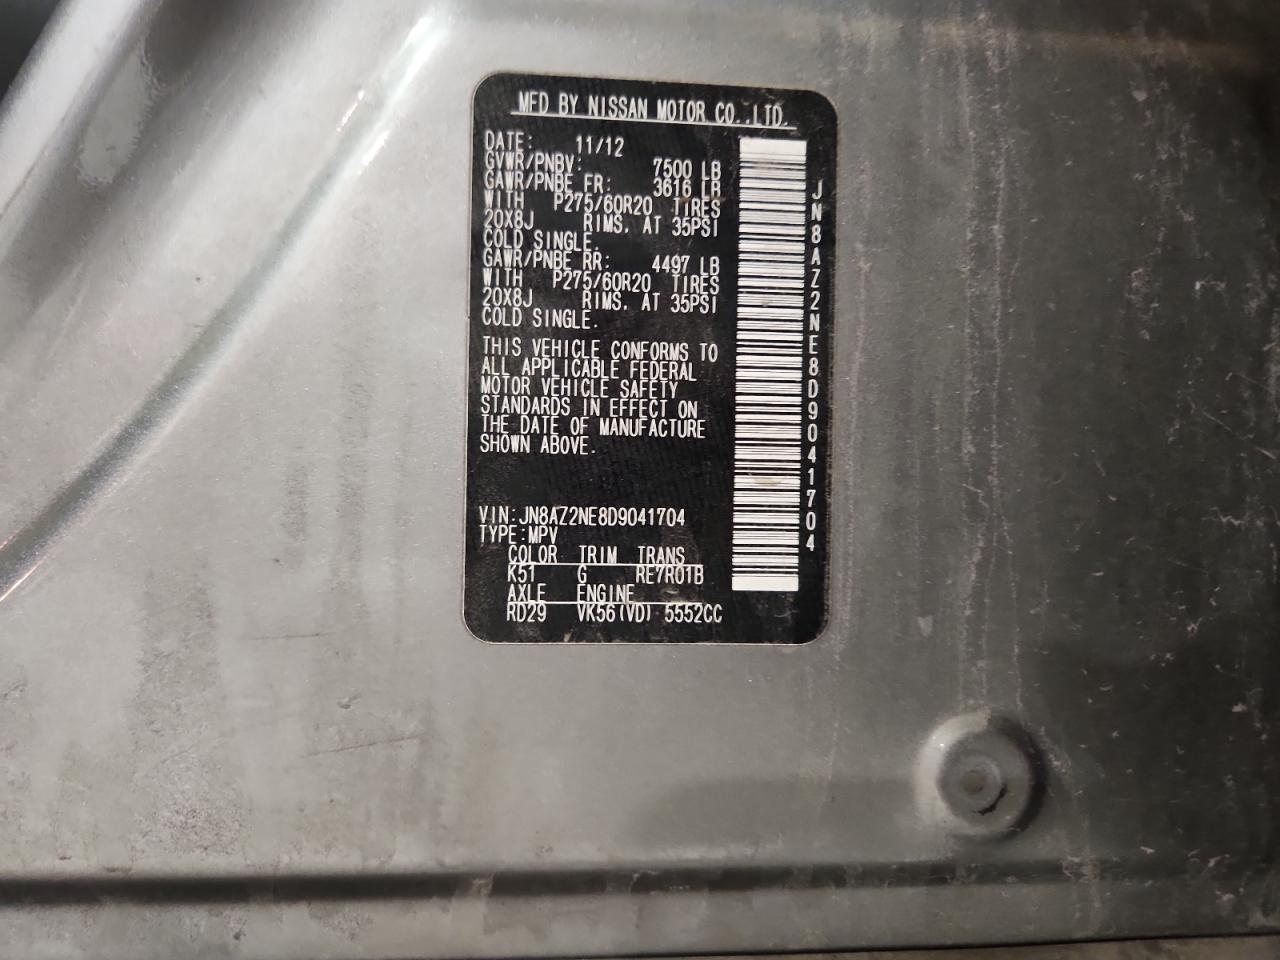 MFD BY NISSAN MOTOR CO.,LTD.
DATE: 11/12
GVWR/PNBV: 7500 LB
GAWR/PNBE FR: 3616 LB
WITH P275/60R20 TIRES
20X8J RIMS. AT 35PSI
COLD SINGLE.
GAWR/PNBE RR: 4497 LB
WITH P275/60R20 TIRES
20X8J RIMS. AT 35PSI
COLD SINGLE.
THIS VEHICLE CONFORMS TO
ALL APPLICABLE FEDERAL
MOTOR VEHICLE SAFETY
STANDARDS IN EFFECT ON
THE DATE OF MANUFACTURE
SHOWN ABOVE.
VIN:JN8AZ2NE8D9041704
TYPE:MPV
COLOR TRIM TRANS
K51 G RE7R01B
AXLE ENGINE
RD29 VK56(VD) 5552CC
JN8AZ2NE8D9041704